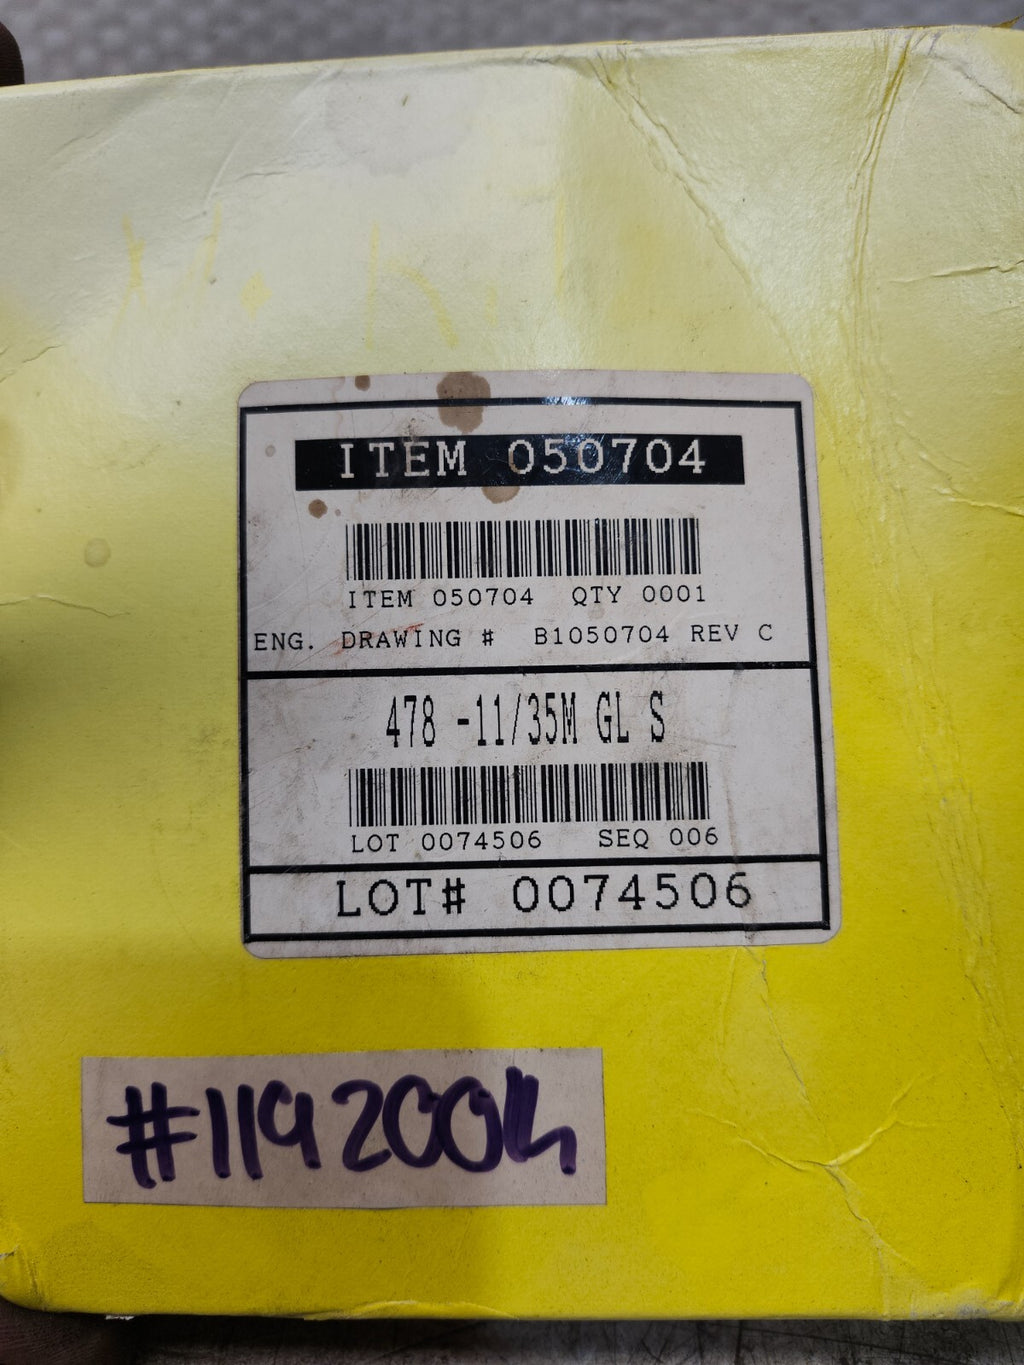 ITEM 050704
ITEM 050704 QTY 0001
ENG. DRAWING # B1050704 REV C
478 -11/35M GL S
LOT 0074506 SEQ 006
LOT# 0074506
#1192004